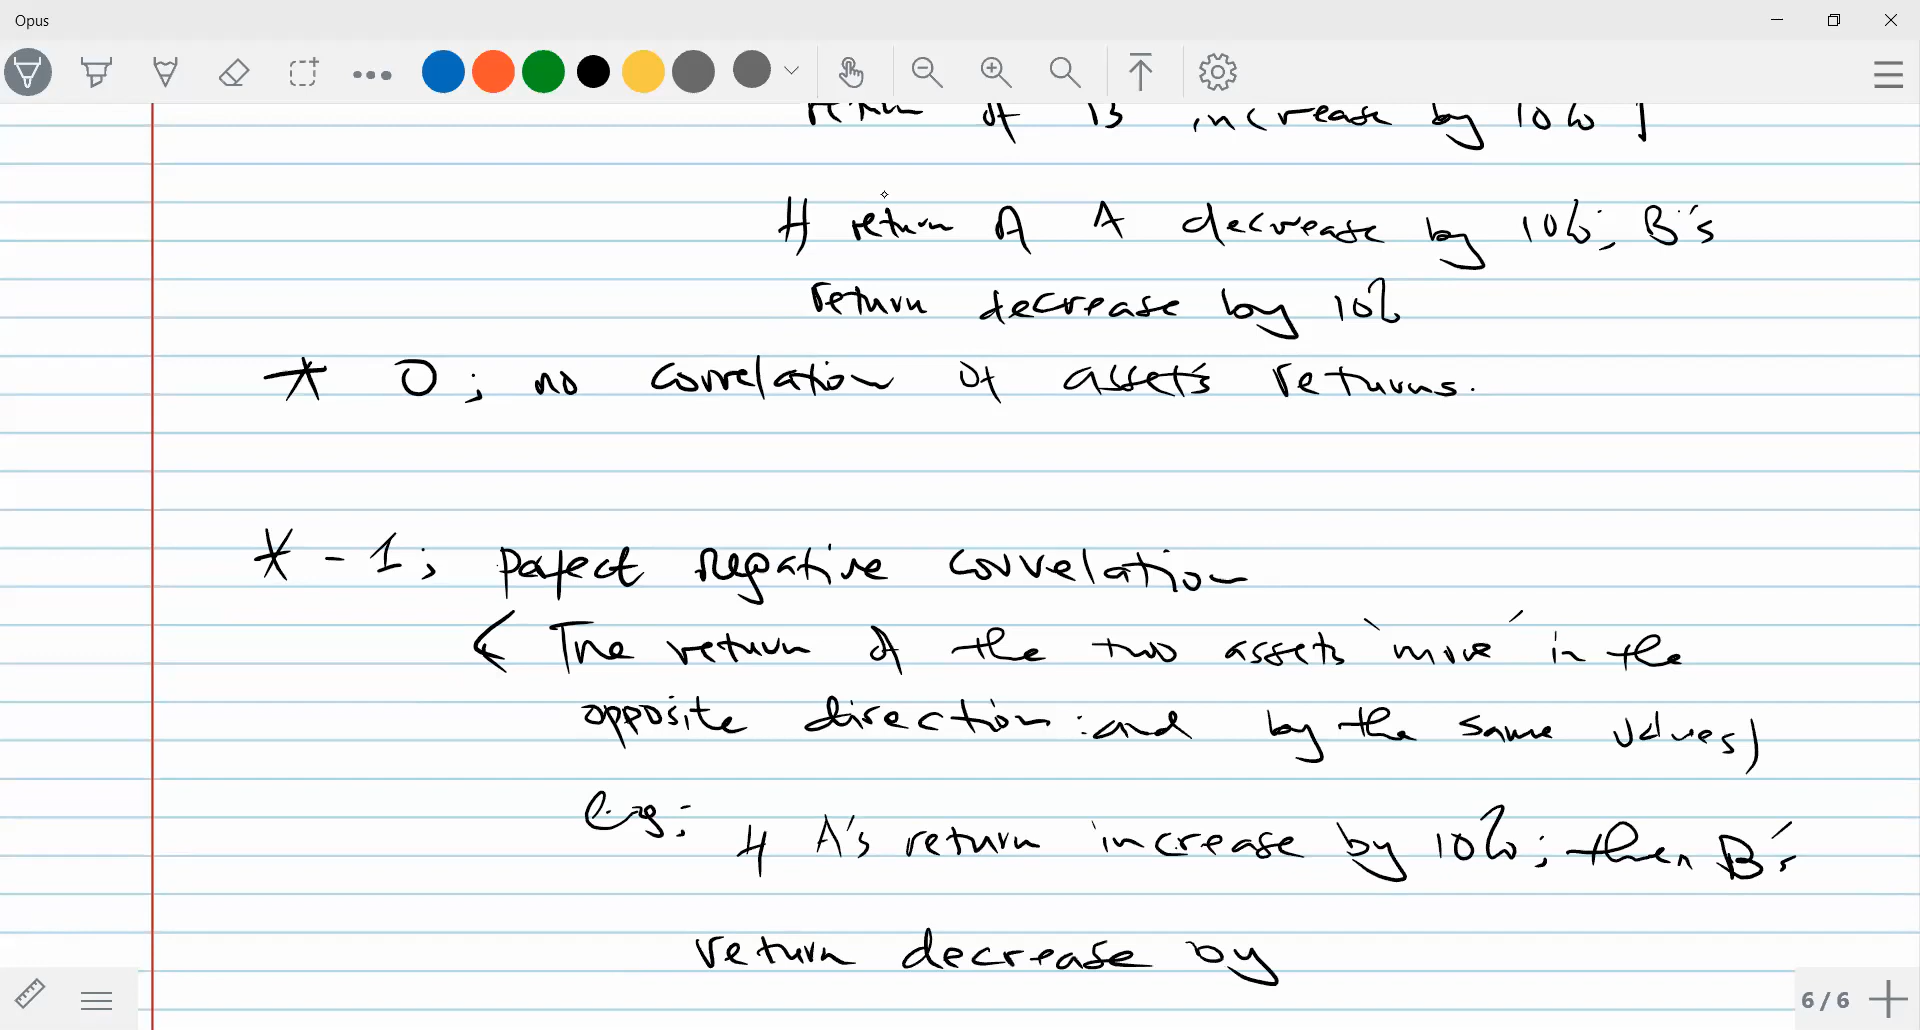 Opus
return of B increase by 10% ]
If return of A decrease by 10%; B's
return decrease by 10%
* 0; no correlation of assets returns.
* -1; perfect negative correlation
( The return of the two assets 'move' in the
opposite direction: and by the same values)
eg: If A's return increase by 10%; then B's
return decrease by
6 / 6